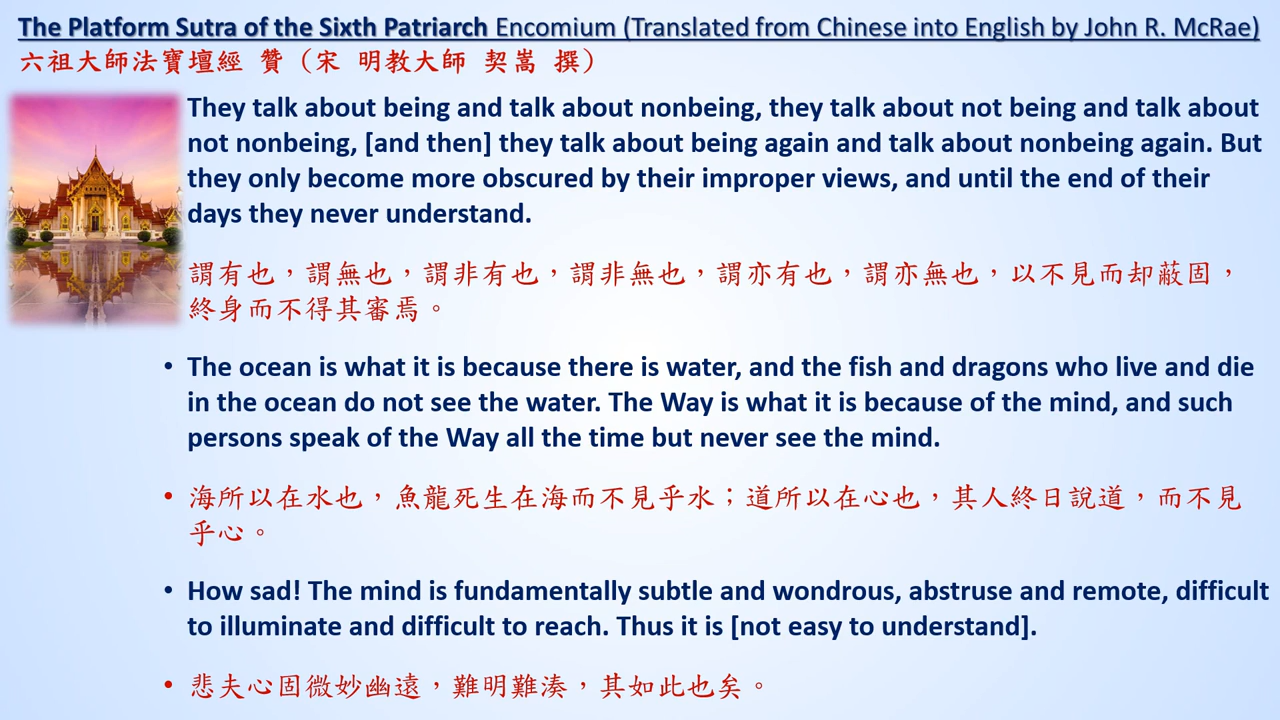 The Platform Sutra of the Sixth Patriarch Encomium (Translated from Chinese into English by John R. McRae)
六祖大師法寶壇經 贊 (宋 明教大師 契嵩 撰)
They talk about being and talk about nonbeing, they talk about not being and talk about
not nonbeing, [and then] they talk about being again and talk about nonbeing again. But
they only become more obscured by their improper views, and until the end of their
days they never understand.
謂有也，謂無也，謂非有也，謂非無也，謂亦有也，謂亦無也，以不見而却蔽固，
終身而不得其審焉。
• The ocean is what it is because there is water, and the fish and dragons who live and die
in the ocean do not see the water. The Way is what it is because of the mind, and such
persons speak of the Way all the time but never see the mind.
• 海所以在水也，魚龍死生在海而不見乎水；道所以在心也，其人終日說道，而不見
乎心。
• How sad! The mind is fundamentally subtle and wondrous, abstruse and remote, difficult
to illuminate and difficult to reach. Thus it is [not easy to understand].
• 悲夫心固微妙幽遠，難明難湊，其如此也矣。